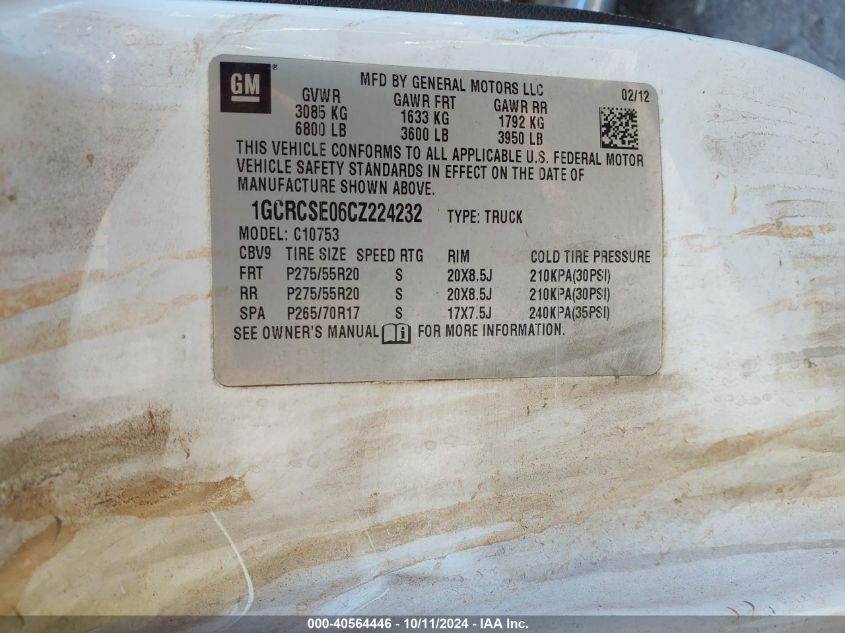 GM
MFD BY GENERAL MOTORS LLC
02/12
GVWR GAWR FRT GAWR RR
3085 KG 1633 KG 1792 KG
6800 LB 3600 LB 3950 LB
THIS VEHICLE CONFORMS TO ALL APPLICABLE U.S. FEDERAL MOTOR
VEHICLE SAFETY STANDARDS IN EFFECT ON THE DATE OF
MANUFACTURE SHOWN ABOVE.
1GCRCSE06CZ224232 TYPE: TRUCK
MODEL: C10753
CBV9 TIRE SIZE SPEED RTG RIM COLD TIRE PRESSURE
FRT P275/55R20 S 20X8.5J 210KPA(30PSI)
RR P275/55R20 S 20X8.5J 210KPA(30PSI)
SPA P265/70R17 S 17X7.5J 240KPA(35PSI)
SEE OWNER'S MANUAL FOR MORE INFORMATION.
000-40564446 - 10/11/2024 - IAA Inc.